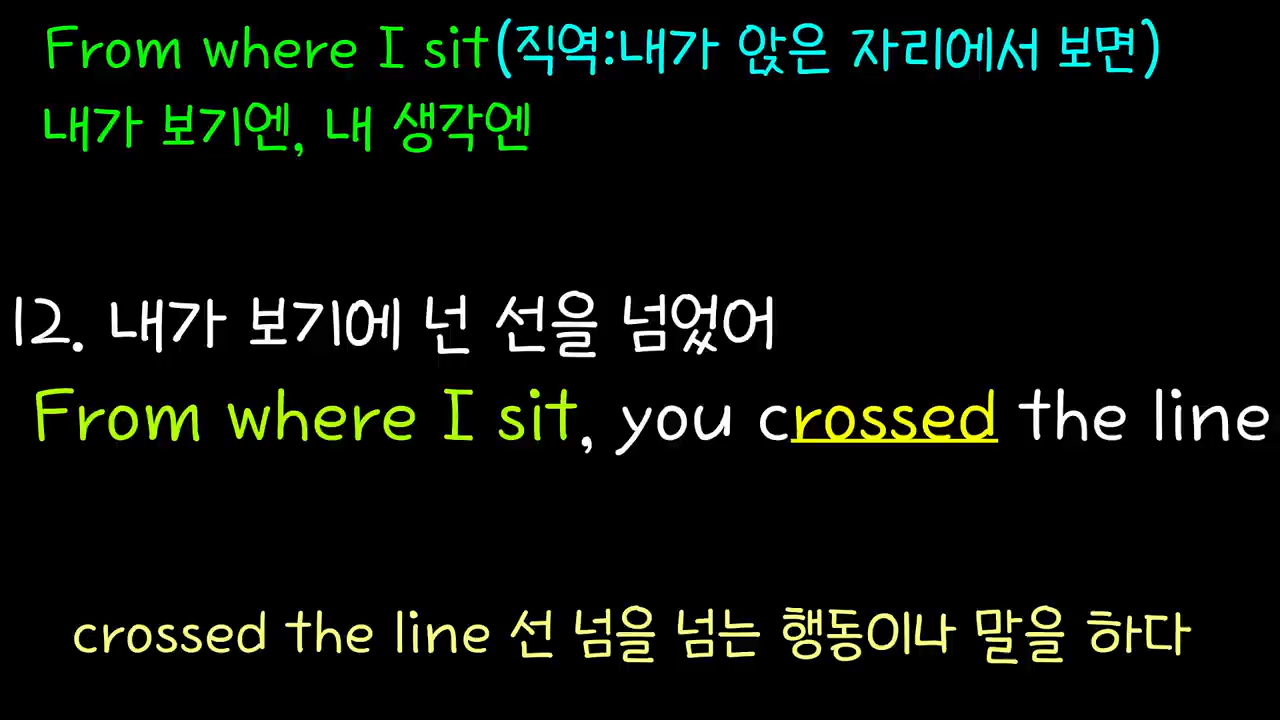 From where I sit(직역:내가 앉은 자리에서 보면)
내가 보기엔, 내 생각엔
12. 내가 보기에 넌 선을 넘었어
From where I sit, you crossed the line
crossed the line 선 넘을 넘는 행동이나 말을 하다